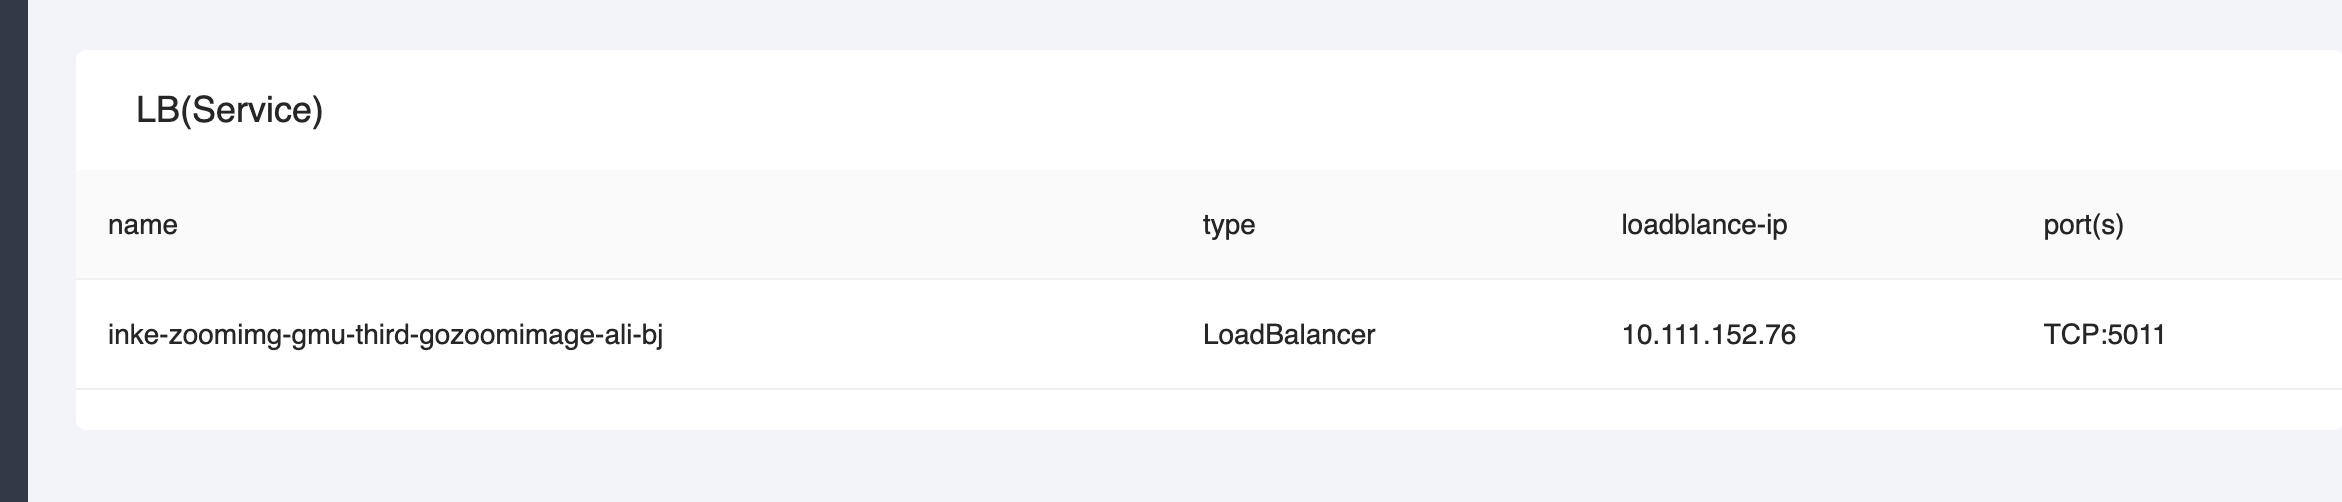 LB(Service)
name type loadblance-ip port(s)
inke-zoomimg-gmu-third-gozoomimage-ali-bj LoadBalancer 10.111.152.76 TCP:5011